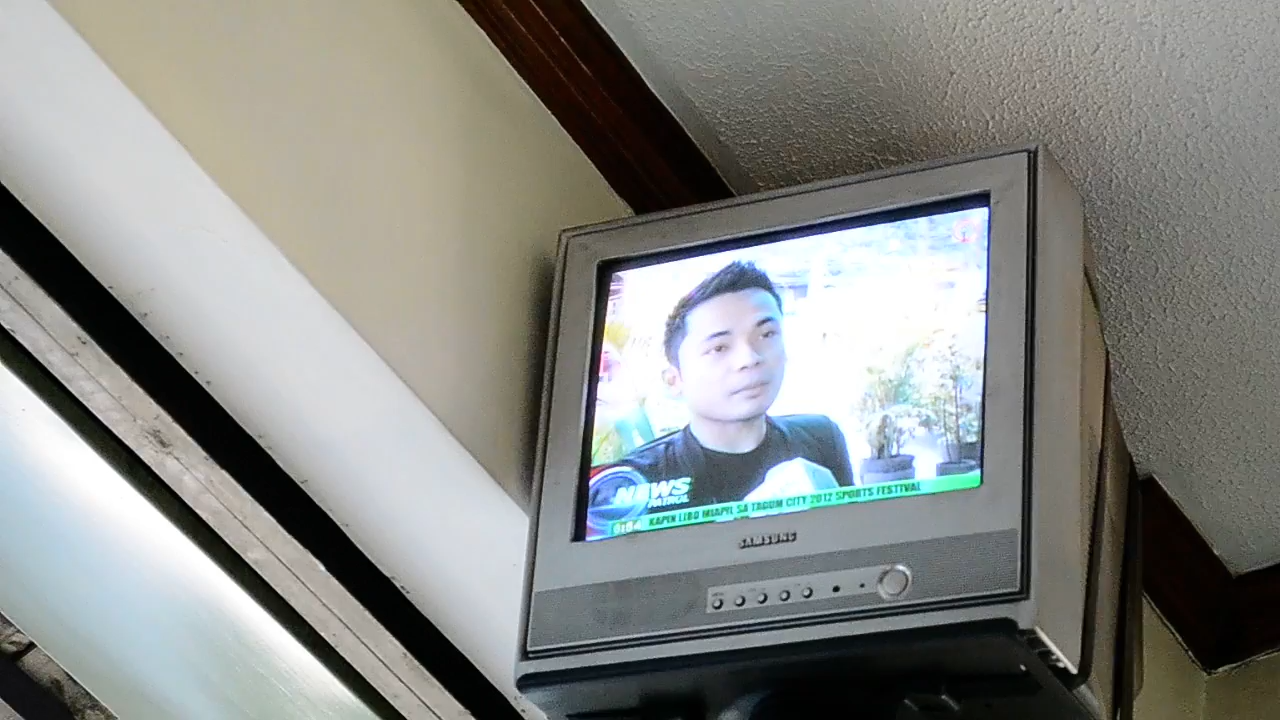 NEWS
PATROL
KAPIN LIBO MIAPIL SA TAGUM CITY 2012 SPORTS FESTIVAL
SAMSUNG